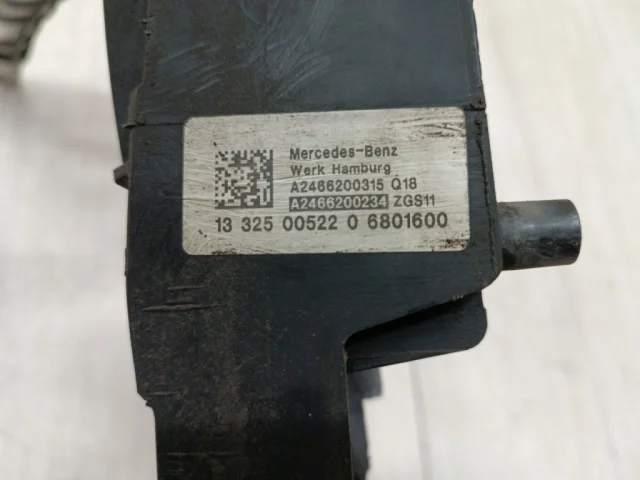 Mercedes-Benz
Werk Hamburg
A2466200315 Q18
A2466200234 ZGS11
13 325 00522 0 6801600